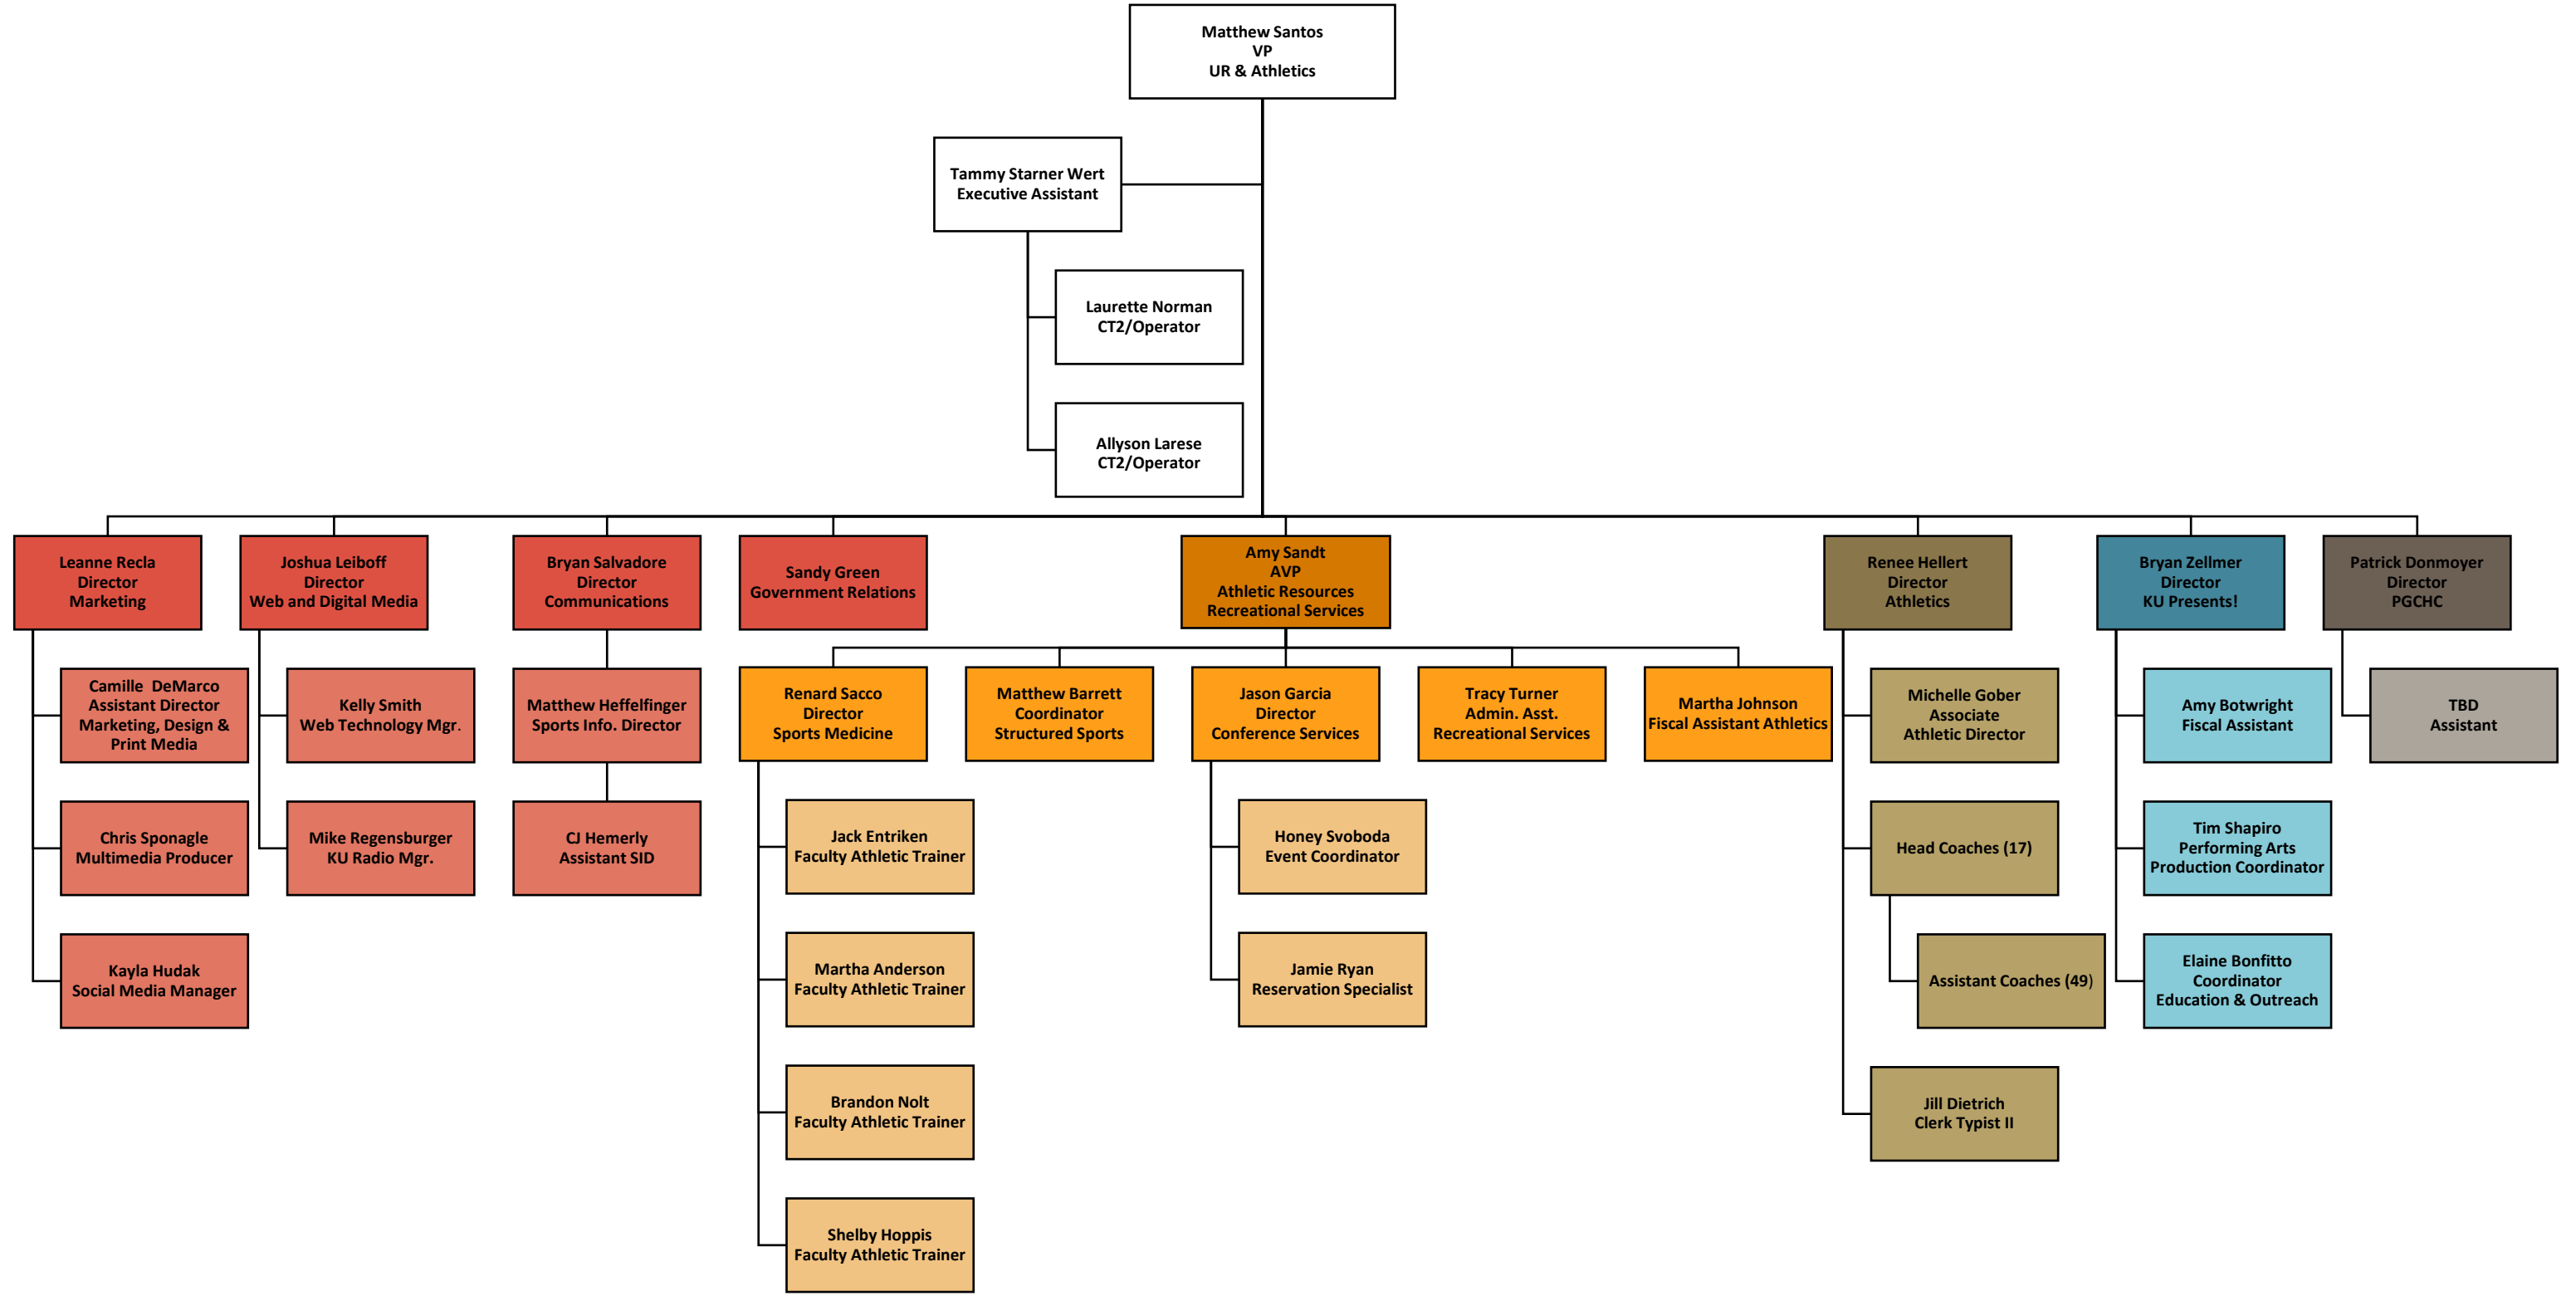 Matthew Santos
VP
UR & Athletics
Tammy Starner Wert
Executive Assistant
Laurette Norman
CT2/Operator
Allyson Larese
CT2/Operator
Leanne Recla
Director
Marketing
Joshua Leiboff
Director
Web and Digital Media
Bryan Salvadore
Director
Communications
Sandy Green
Government Relations
Amy Sandt
AVP
Athletic Resources
Recreational Services
Renee Hellert
Director
Athletics
Bryan Zellmer
Director
KU Presents!
Patrick Donmoyer
Director
PGCHC
Camille  DeMarco
Assistant Director
Marketing, Design &
Print Media
Kelly Smith
Web Technology Mgr.
Matthew Heffelfinger
Sports Info. Director
Renard Sacco
Director
Sports Medicine
Matthew Barrett
Coordinator
Structured Sports
Jason Garcia
Director
Conference Services
Tracy Turner
Admin. Asst.
Recreational Services
Martha Johnson
Fiscal Assistant Athletics
Michelle Gober
Associate
Athletic Director
Amy Botwright
Fiscal Assistant
TBD
Assistant
Chris Sponagle
Multimedia Producer
Mike Regensburger
KU Radio Mgr.
CJ Hemerly
Assistant SID
Jack Entriken
Faculty Athletic Trainer
Honey Svoboda
Event Coordinator
Head Coaches (17)
Tim Shapiro
Performing Arts
Production Coordinator
Kayla Hudak
Social Media Manager
Martha Anderson
Faculty Athletic Trainer
Jamie Ryan
Reservation Specialist
Assistant Coaches (49)
Elaine Bonfitto
Coordinator
Education & Outreach
Brandon Nolt
Faculty Athletic Trainer
Jill Dietrich
Clerk Typist II
Shelby Hoppis
Faculty Athletic Trainer